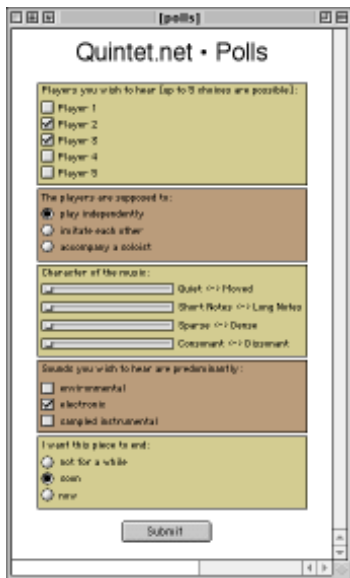 [polls]
Quintet.net • Polls
Players you wish to hear [up to 5 choices are possible]:
Player 1
Player 2
Player 3
Player 4
Player 5
The players are supposed to:
play independently
imitate each other
accompany a soloist
Character of the music:
Quiet <-> Moved
Short Notes <-> Long Notes
Sparse <-> Dense
Consonant <-> Dissonant
Sounds you wish to hear are predominantly:
environmental
electronic
sampled instrumental
I want this piece to end:
not for a while
soon
now
Submit